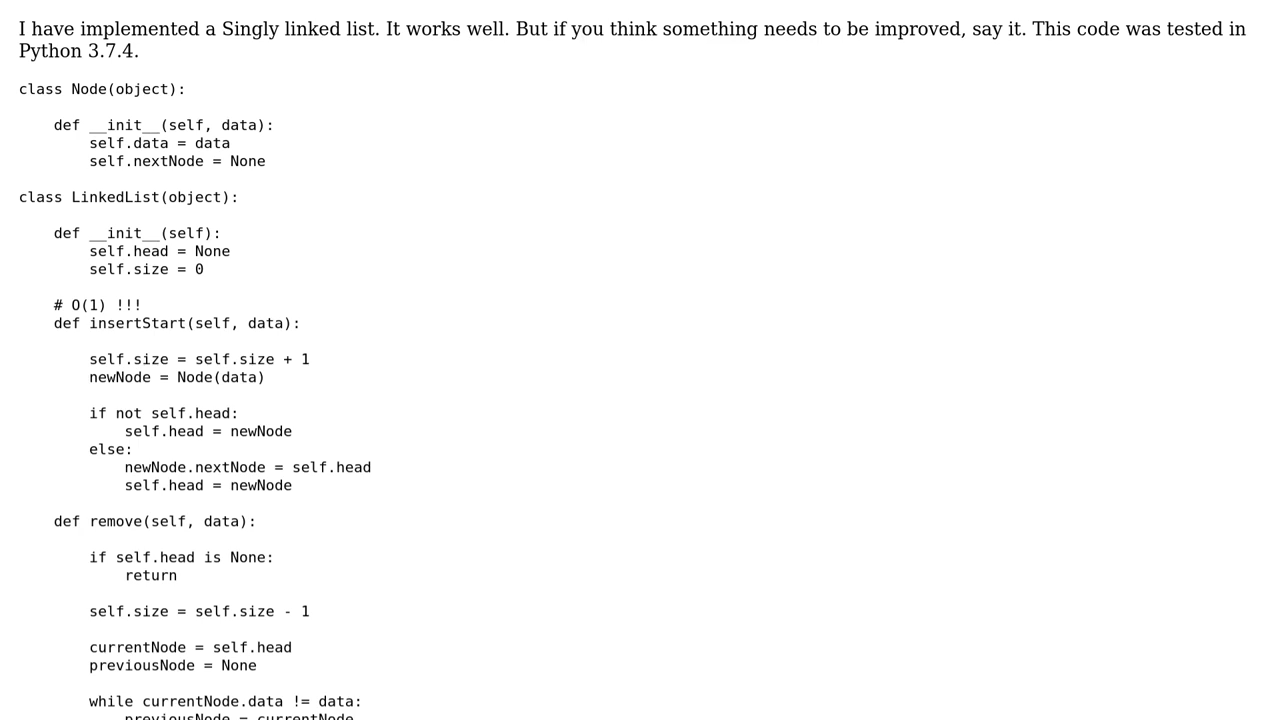 I have implemented a Singly linked list. It works well. But if you think something needs to be improved, say it. This code was tested in
Python 3.7.4.
class Node(object):
    def __init__(self, data):
        self.data = data
        self.nextNode = None
class LinkedList(object):
    def __init__(self):
        self.head = None
        self.size = 0
    # O(1) !!!
    def insertStart(self, data):
        self.size = self.size + 1
        newNode = Node(data)
        if not self.head:
            self.head = newNode
        else:
            newNode.nextNode = self.head
            self.head = newNode
    def remove(self, data):
        if self.head is None:
            return
        self.size = self.size - 1
        currentNode = self.head
        previousNode = None
        while currentNode.data != data:
            previousNode = currentNode